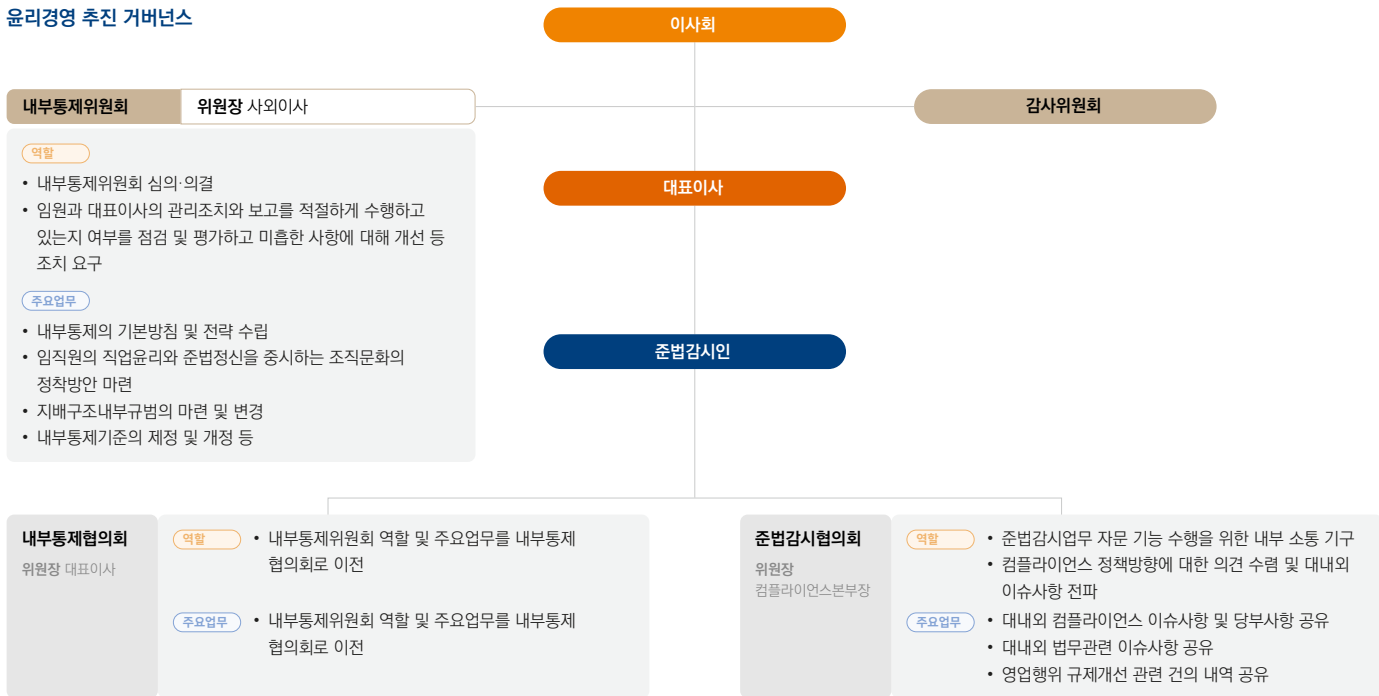 윤리경영 추진 거버넌스
이사회
내부통제위원회
위원장 사외이사
감사위원회
역할
• 내부통제위원회 심의·의결
• 임원과 대표이사의 관리조치와 보고를 적절하게 수행하고
있는지 여부를 점검 및 평가하고 미흡한 사항에 대해 개선 등
조치 요구
주요업무
• 내부통제의 기본방침 및 전략 수립
• 임직원의 직업윤리와 준법정신을 중시하는 조직문화의
정착방안 마련
• 지배구조내부규범의 마련 및 변경
• 내부통제기준의 제정 및 개정 등
대표이사
준법감시인
내부통제협의회
위원장 대표이사
역할
• 내부통제위원회 역할 및 주요업무를 내부통제
협의회로 이전
주요업무
• 내부통제위원회 역할 및 주요업무를 내부통제
협의회로 이전
준법감시협의회
위원장
컴플라이언스본부장
역할
• 준법감시업무 자문 기능 수행을 위한 내부 소통 기구
• 컴플라이언스 정책방향에 대한 의견 수렴 및 대내외
이슈사항 전파
주요업무
• 대내외 컴플라이언스 이슈사항 및 당부사항 공유
• 대내외 법무관련 이슈사항 공유
• 영업행위 규제개선 관련 건의 내역 공유